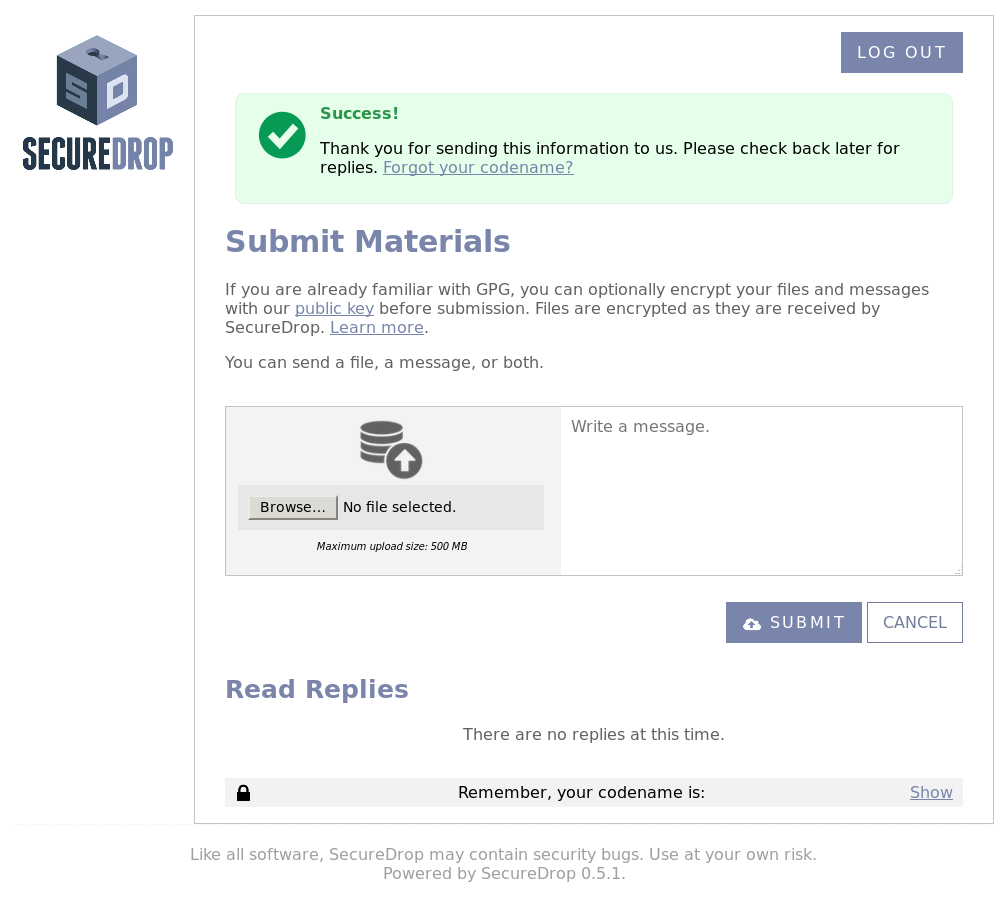 LOG OUT
SD
SECUREDROP
Success!
Thank you for sending this information to us. Please check back later for
replies. Forgot your codename?
Submit Materials
If you are already familiar with GPG, you can optionally encrypt your files and messages
with our public key before submission. Files are encrypted as they are received by
SecureDrop. Learn more.
You can send a file, a message, or both.
Write a message.
Browse... No file selected.
Maximum upload size: 500 MB
SUBMIT CANCEL
Read Replies
There are no replies at this time.
Remember, your codename is: Show
Like all software, SecureDrop may contain security bugs. Use at your own risk.
Powered by SecureDrop 0.5.1.